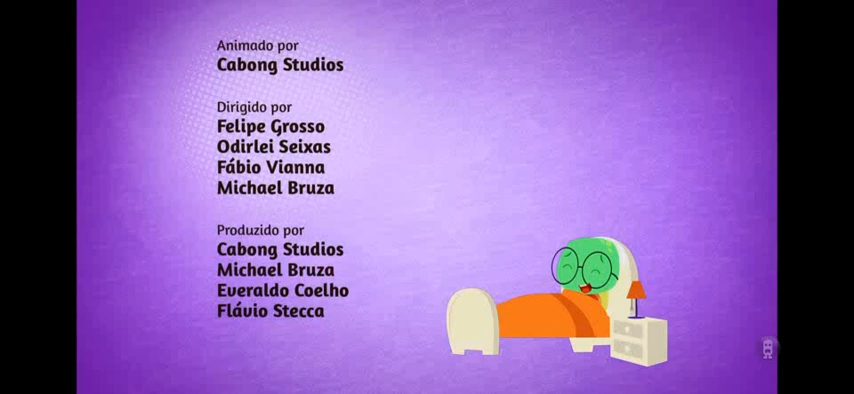 Animado por
Cabong Studios
Dirigido por
Felipe Grosso
Odirlei Seixas
Fábio Vianna
Michael Bruza
Produzido por
Cabong Studios
Michael Bruza
Everaldo Coelho
Flávio Stecca